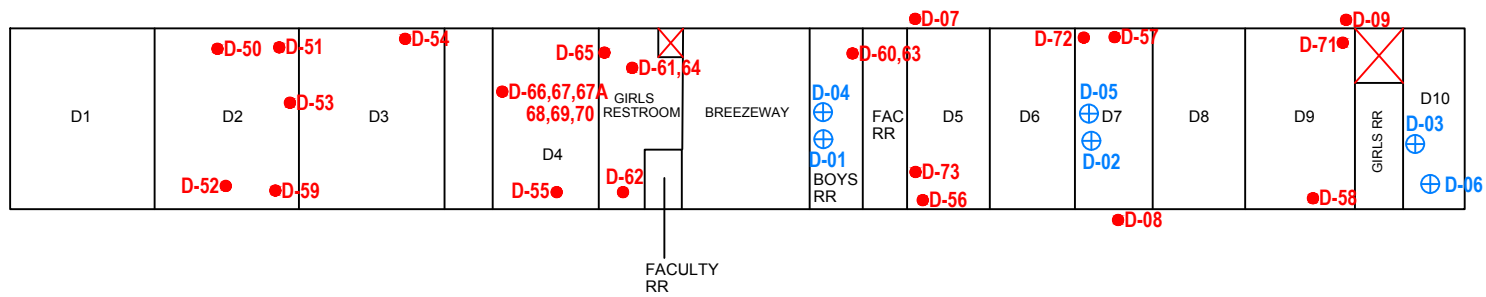 D-07
D-09
D-50
D-51
D-54
D-65
D-60,63
D-72
D-57
D-71
D-61,64
D-53
D-66,67,67A
68,69,70
GIRLS
RESTROOM
D-04
D-05
D1
D2
D3
BREEZEWAY
FAC
RR
D5
D6
D7
D8
D9
D10
D-03
GIRLS RR
D4
D-01
D-02
BOYS
RR
D-52
D-59
D-55
D-62
D-73
D-56
D-58
D-06
D-08
FACULTY
RR